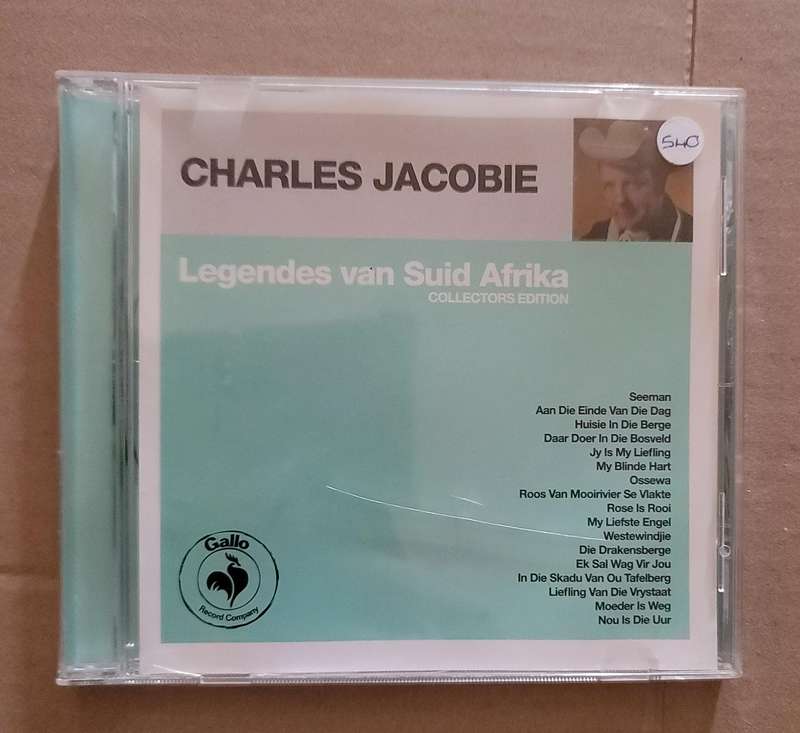 CHARLES JACOBIE
540
Legendes van Suid Afrika
COLLECTORS EDITION
Seeman
Aan Die Einde Van Die Dag
Huisie In Die Berge
Daar Doer In Die Bosveld
Jy Is My Liefling
My Blinde Hart
Ossewa
Roos Van Mooirivier Se Vlakte
Rose Is Rooi
My Liefste Engel
Westewindjie
Die Drakensberge
Ek Sal Wag Vir Jou
In Die Skadu Van Ou Tafelberg
Liefling Van Die Vrystaat
Moeder Is Weg
Nou Is Die Uur
Gallo
Record Company